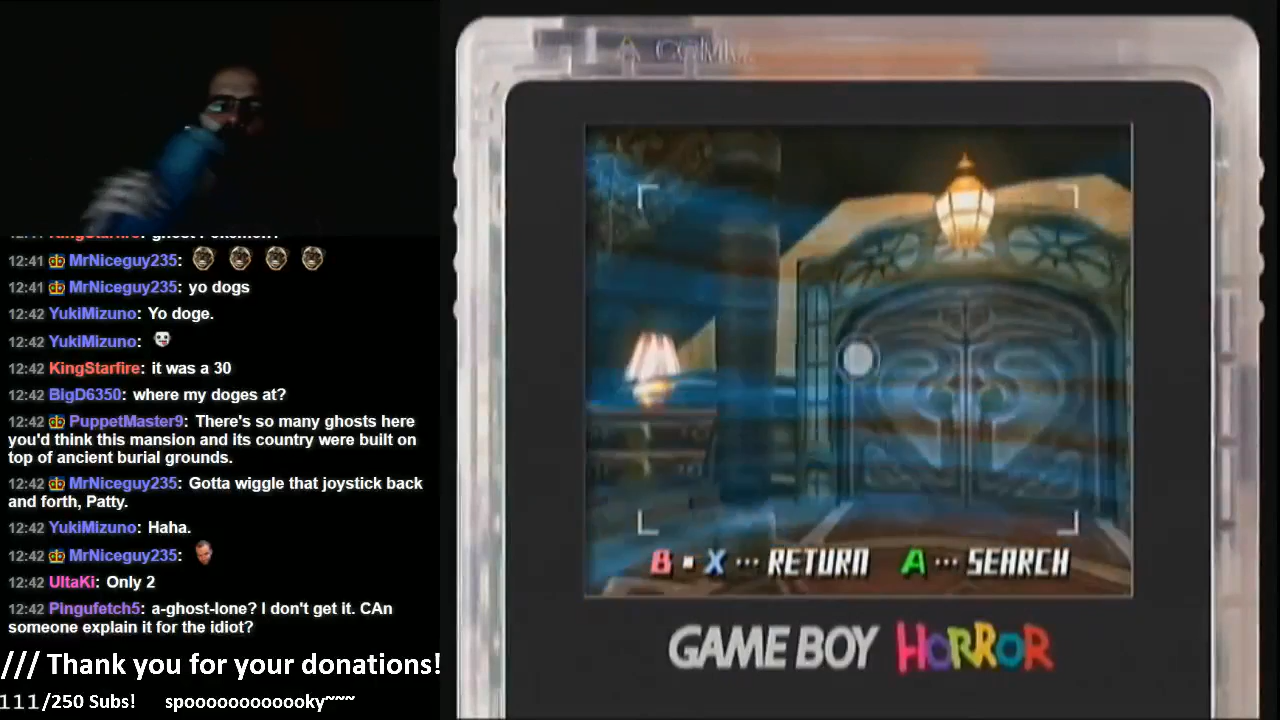 12:41 MrNiceguy235:
12:41 MrNiceguy235: yo dogs
12:42 YukiMizuno: Yo doge.
12:42 YukiMizuno:
12:42 KingStarfire: it was a 30
12:42 BigD6350: where my doges at?
12:42 PuppetMaster9: There's so many ghosts here
you'd think this mansion and its country were built on
top of ancient burial grounds.
12:42 MrNiceguy235: Gotta wiggle that joystick back
and forth, Patty.
12:42 YukiMizuno: Haha.
12:42 MrNiceguy235:
12:42 UltaKi: Only 2
12:42 Pingufetch5: a-ghost-lone? I don't get it. CAn
someone explain it for the idiot?
/// Thank you for your donations!
111/250 Subs! spooooooooooky~~~
B · X ··· RETURN A ··· SEARCH
GAME BOY HORROR